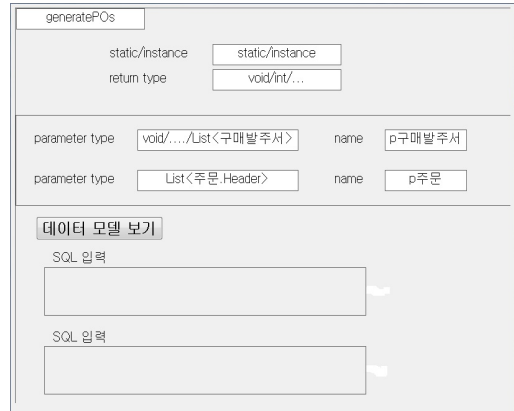 generatePOs
static/instance static/instance
return type void/int/...
parameter type void/..../List<구매발주서> name p구매발주서
parameter type List<주문.Header> name p주문
데이터 모델 보기
SQL 입력
SQL 입력